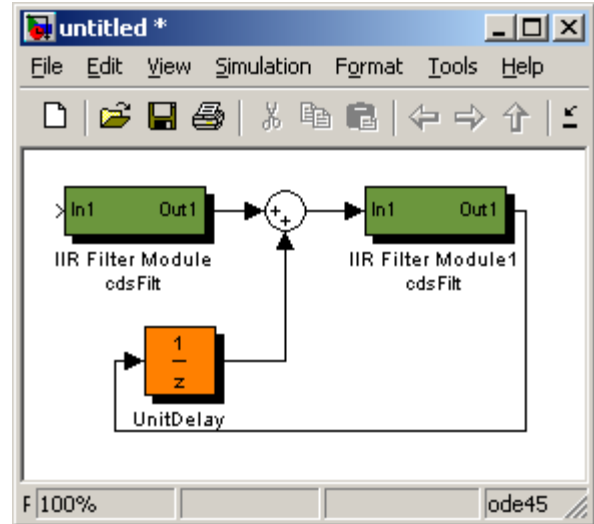 untitled *
File Edit View Simulation Format Tools Help
In1 Out1
+
+
In1 Out1
IIR Filter Module
cdsFilt
IIR Filter Module1
cdsFilt
1
z
UnitDelay
F 100% ode45